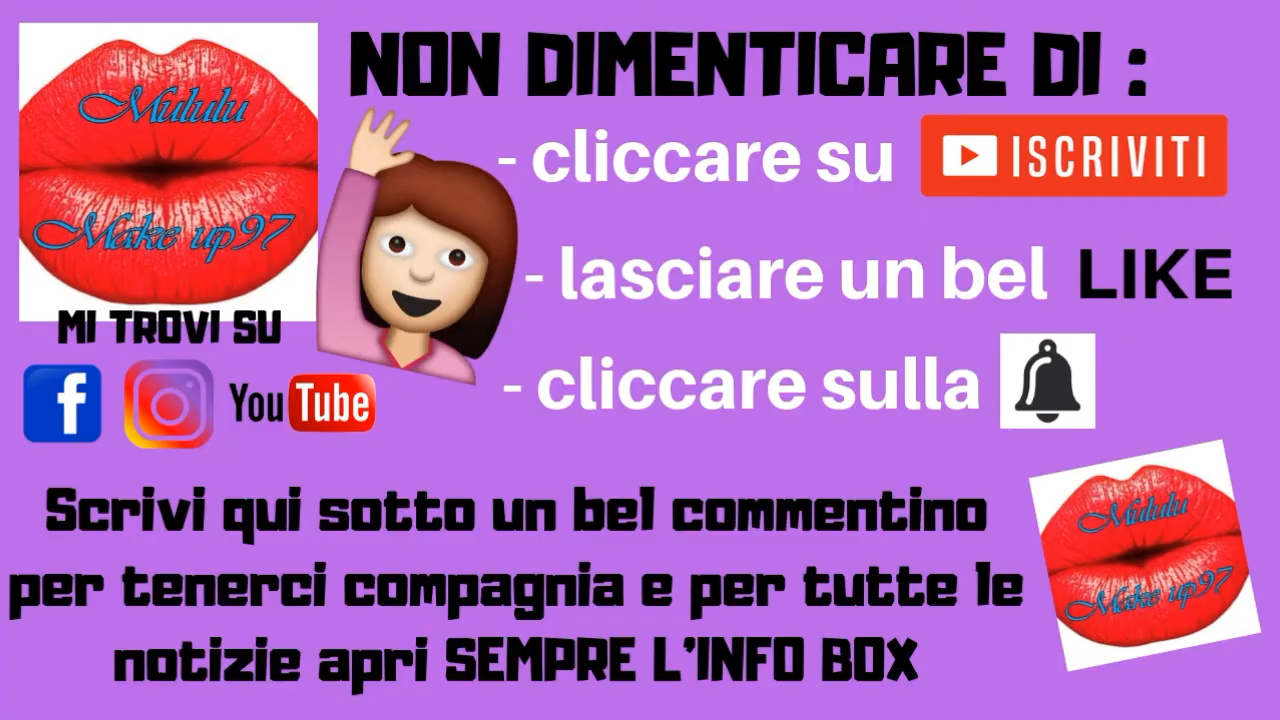 Mululu
Make up97
MI TROVI SU
f
You Tube
NON DIMENTICARE DI :
- cliccare su ISCRIVITI
- lasciare un bel LIKE
- cliccare sulla
Scrivi qui sotto un bel commentino
per tenerci compagnia e per tutte le
notizie apri SEMPRE L'INFO BOX
Mululu
Make up97